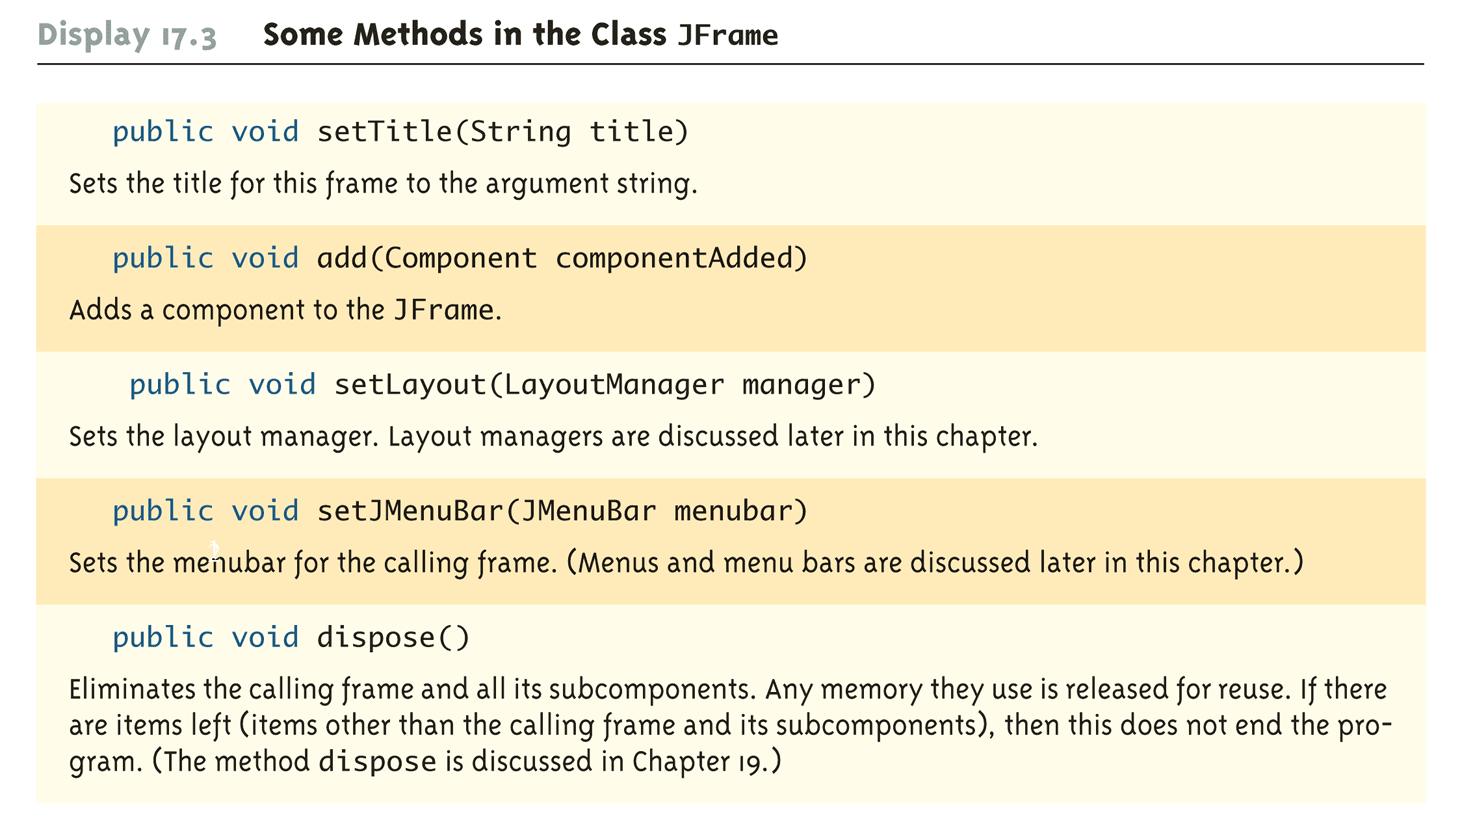 Display 17.3 Some Methods in the Class JFrame
public void setTitle(String title)
Sets the title for this frame to the argument string.
public void add(Component componentAdded)
Adds a component to the JFrame.
public void setLayout(LayoutManager manager)
Sets the layout manager. Layout managers are discussed later in this chapter.
public void setJMenuBar(JMenuBar menubar)
Sets the menubar for the calling frame. (Menus and menu bars are discussed later in this chapter.)
public void dispose()
Eliminates the calling frame and all its subcomponents. Any memory they use is released for reuse. If there
are items left (items other than the calling frame and its subcomponents), then this does not end the pro-
gram. (The method dispose is discussed in Chapter 19.)